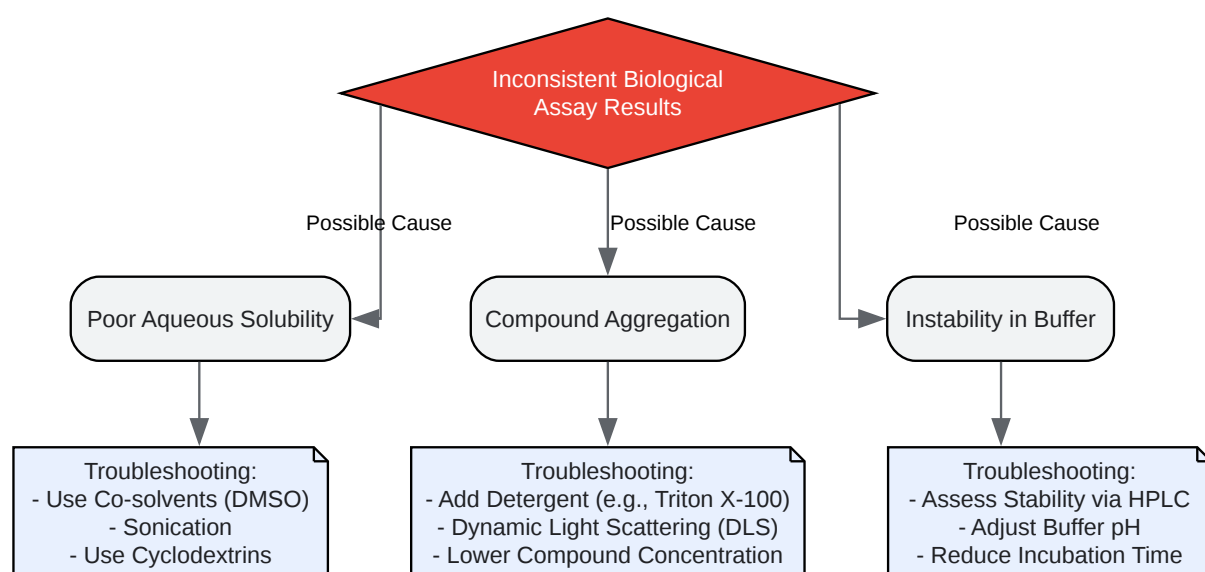 Inconsistent Biological
Assay Results
Possible Cause
Possible Cause
Possible Cause
Poor Aqueous Solubility
Compound Aggregation
Instability in Buffer
Troubleshooting:
- Use Co-solvents (DMSO)
- Sonication
- Use Cyclodextrins
Troubleshooting:
- Add Detergent (e.g., Triton X-100)
- Dynamic Light Scattering (DLS)
- Lower Compound Concentration
Troubleshooting:
- Assess Stability via HPLC
- Adjust Buffer pH
- Reduce Incubation Time